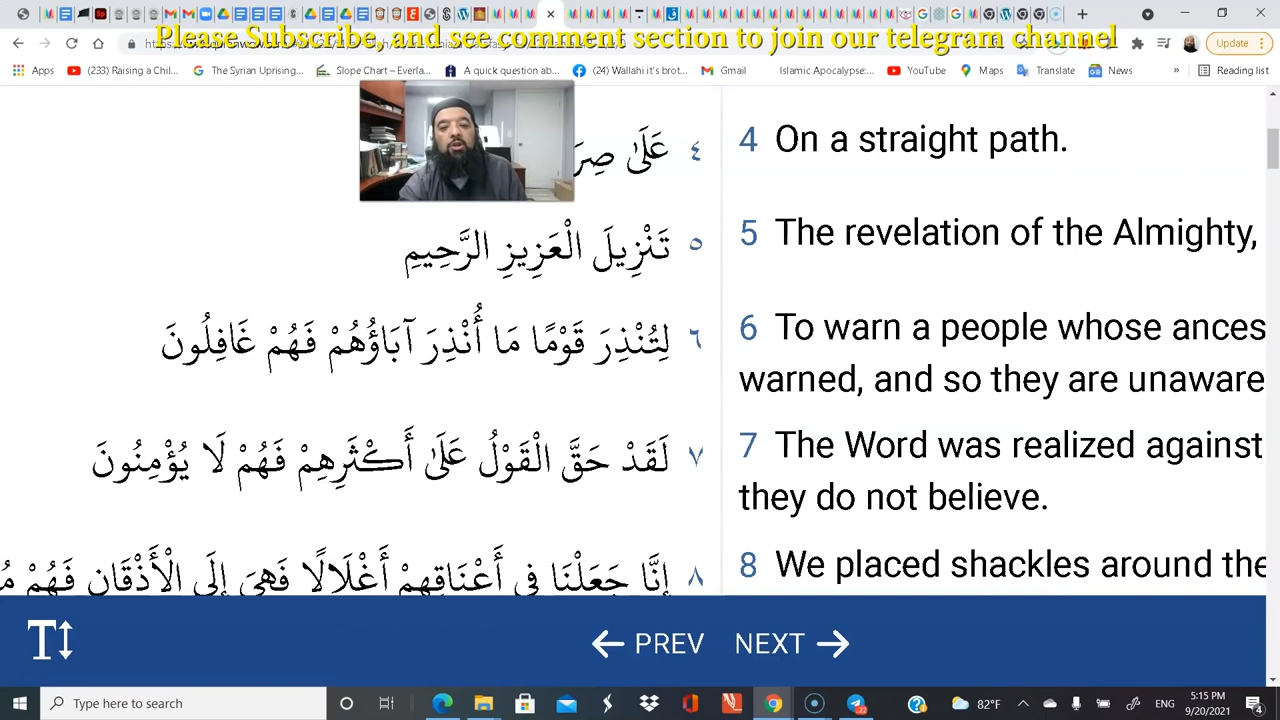 Please Subscribe, and see comment section to join our telegram channel
Update
Apps
(233) Raising a Chil...
The Syrian Uprising...
Slope Chart – Everla...
A quick question ab...
(24) Wallahi it's brot...
Gmail
Islamic Apocalypse:...
YouTube
Maps
Translate
News
»
Reading list
٤ عَلَىٰ
4 On a straight path.
٥ تَنْزِيلَ الْعَزِيزِ الرَّحِيمِ
5 The revelation of the Almighty,
٦ لِتُنْذِرَ قَوْمًا مَا أُنْذِرَ آبَاؤُهُمْ فَهُمْ غَافِلُونَ
6 To warn a people whose ances
warned, and so they are unaware
٧ لَقَدْ حَقَّ الْقَوْلُ عَلَىٰ أَكْثَرِهِمْ فَهُمْ لَا يُؤْمِنُونَ
7 The Word was realized against
they do not believe.
٨ إِنَّا جَعَلْنَا فِي أَعْنَاقِهِمْ أَغْلَالًا فَهِيَ إِلَى الْأَذْقَانِ فَهُمْ
8 We placed shackles around the
T
PREV NEXT
Type here to search
82°F
ENG
5:15 PM
9/20/2021